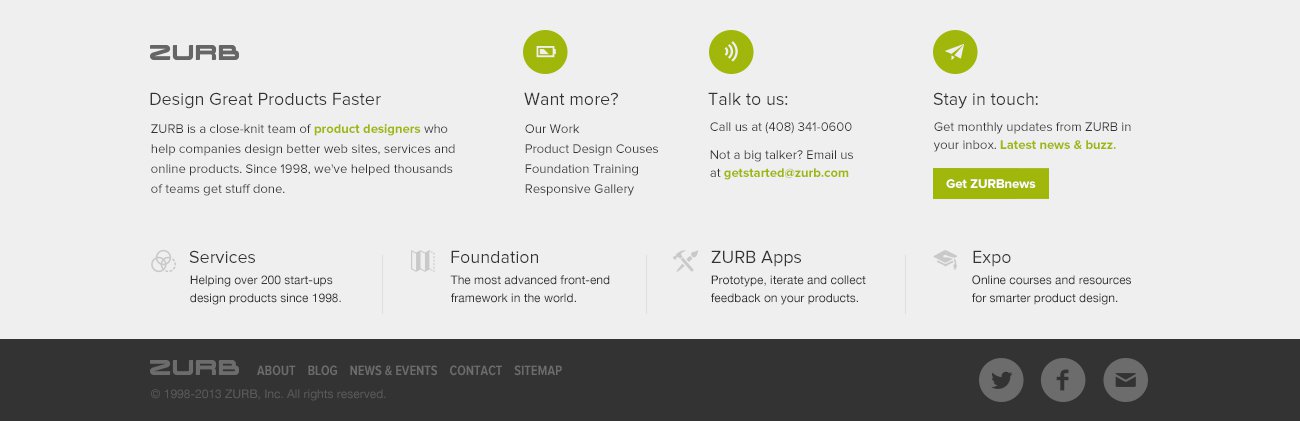 ZURB
Design Great Products Faster
ZURB is a close-knit team of product designers who
help companies design better web sites, services and
online products. Since 1998, we've helped thousands
of teams get stuff done.
Want more?
Our Work
Product Design Couses
Foundation Training
Responsive Gallery
Talk to us:
Call us at (408) 341-0600
Not a big talker? Email us
at getstarted@zurb.com
Stay in touch:
Get monthly updates from ZURB in
your inbox. Latest news & buzz.
Get ZURBnews
Services
Helping over 200 start-ups
design products since 1998.
Foundation
The most advanced front-end
framework in the world.
ZURB Apps
Prototype, iterate and collect
feedback on your products.
Expo
Online courses and resources
for smarter product design.
ZURB ABOUT BLOG NEWS & EVENTS CONTACT SITEMAP
© 1998-2013 ZURB, Inc. All rights reserved.